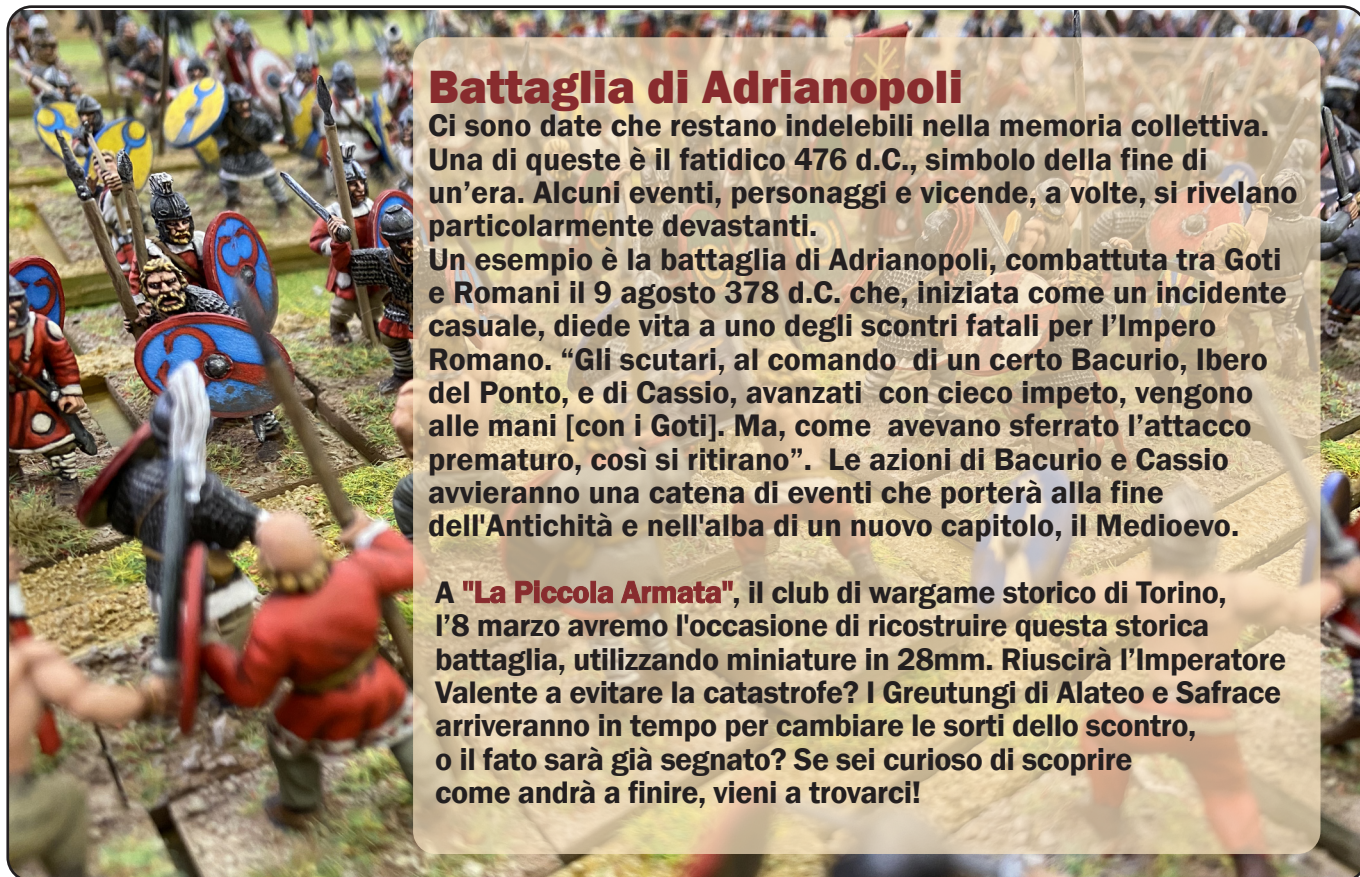 Battaglia di Adrianopoli
Ci sono date che restano indelebili nella memoria collettiva.
Una di queste è il fatidico 476 d.C., simbolo della fine di
un’era. Alcuni eventi, personaggi e vicende, a volte, si rivelano
particolarmente devastanti.
Un esempio è la battaglia di Adrianopoli, combattuta tra Goti
e Romani il 9 agosto 378 d.C. che, iniziata come un incidente
casuale, diede vita a uno degli scontri fatali per l’Impero
Romano. “Gli scutari, al comando di un certo Bacurio, Ibero
del Ponto, e di Cassio, avanzati con cieco impeto, vengono
alle mani [con i Goti]. Ma, come avevano sferrato l’attacco
prematuro, così si ritirano”. Le azioni di Bacurio e Cassio
avvieranno una catena di eventi che porterà alla fine
dell'Antichità e nell'alba di un nuovo capitolo, il Medioevo.
A "La Piccola Armata", il club di wargame storico di Torino,
l’8 marzo avremo l'occasione di ricostruire questa storica
battaglia, utilizzando miniature in 28mm. Riuscirà l’Imperatore
Valente a evitare la catastrofe? I Greutungi di Alateo e Safrace
arriveranno in tempo per cambiare le sorti dello scontro,
o il fato sarà già segnato? Se sei curioso di scoprire
come andrà a finire, vieni a trovarci!